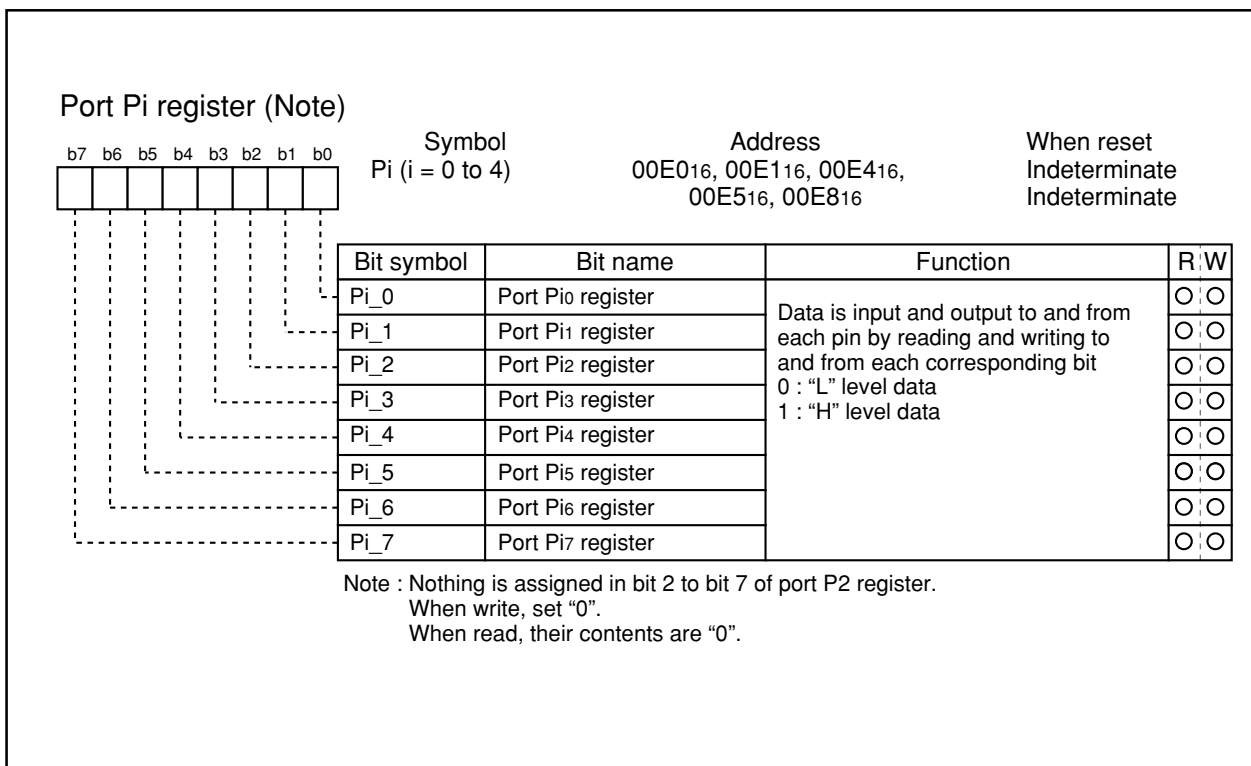 Port Pi register (Note)
b7 b6 b5 b4 b3 b2 b1 b0
Symbol Address When reset
Pi (i = 0 to 4) 00E016, 00E116, 00E416, Indeterminate
00E516, 00E816 Indeterminate
Bit symbol Bit name Function R W
Pi_0 Port Pi0 register
Pi_1 Port Pi1 register
Pi_2 Port Pi2 register
Pi_3 Port Pi3 register
Pi_4 Port Pi4 register
Pi_5 Port Pi5 register
Pi_6 Port Pi6 register
Pi_7 Port Pi7 register
Data is input and output to and from
each pin by reading and writing to
and from each corresponding bit
0 : “L” level data
1 : “H” level data
Note : Nothing is assigned in bit 2 to bit 7 of port P2 register.
When write, set “0”.
When read, their contents are “0”.